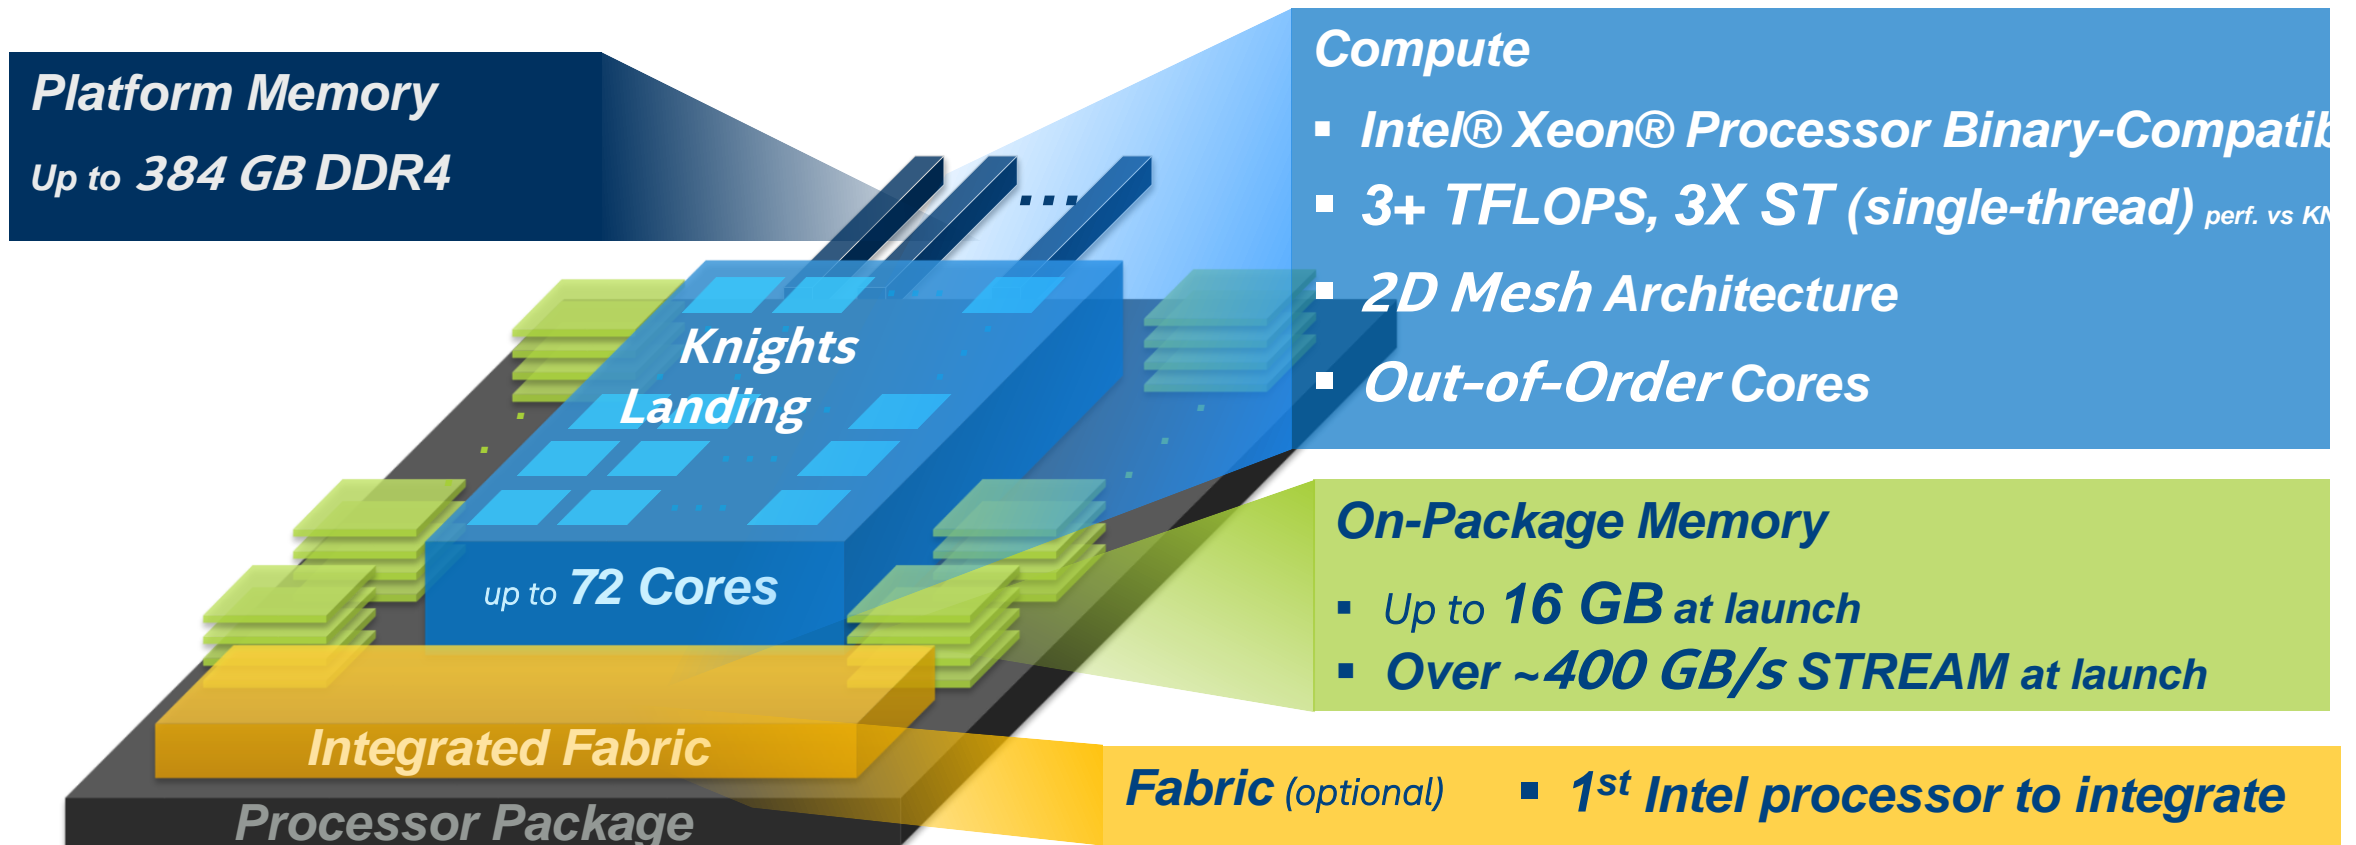 Platform Memory
Up to 384 GB DDR4
Compute
▪ Intel® Xeon® Processor Binary-Compatib
▪ 3+ TFLOPS, 3X ST (single-thread) perf. vs KN
▪ 2D Mesh Architecture
▪ Out-of-Order Cores
...
Knights
Landing
up to 72 Cores
On-Package Memory
▪ Up to 16 GB at launch
▪ Over ~400 GB/s STREAM at launch
Integrated Fabric
Fabric (optional) ▪ 1st Intel processor to integrate
Processor Package